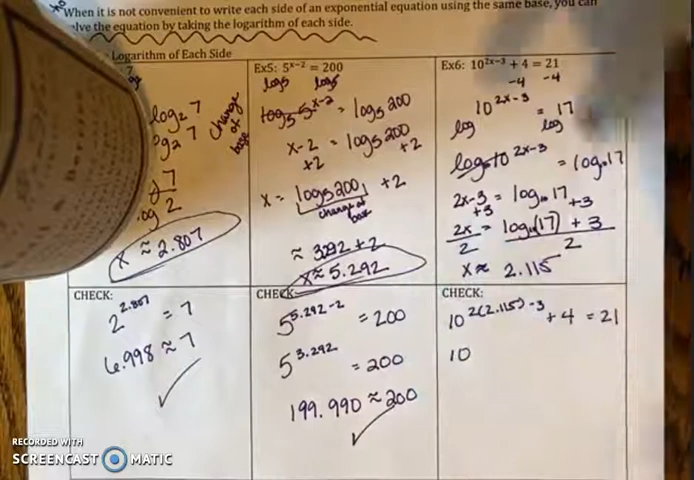 When it is not convenient to write each side of an exponential equation using the same base, you can
lve the equation by taking the logarithm of each side.
Logarithm of Each Side
log₂ 7
og₂ 7
change of base
7
og 2
x ≈ 2.807
CHECK:
2^2.807 = 7
6.998 ≈ 7
✓
Ex5: 5^x−2 = 200
log₅ log₅
log₅ 5^x-2 = log₅ 200
x-2 = log₅ 200
+2 +2
x = log₅ 200 +2
change of base
≈ 3.292 + 2
x ≈ 5.292
CHECK:
5^5.292-2 = 200
5^3.292 = 200
199.990 ≈ 200
✓
Ex6: 10^2x−3 + 4 = 21
-4 -4
10^2x-3 = 17
log log
log₁₀ 10^2x-3 = log₁₀ 17
2x-3 = log₁₀ 17
+3 +3
2x = log₁₀(17) + 3
2 2
x ≈ 2.115
CHECK:
10^2(2.115)-3 + 4 = 21
10
RECORDED WITH
SCREENCAST MATIC